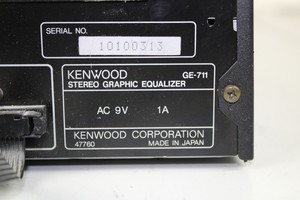 SERIAL NO.
10100313
KENWOOD GE-711
STEREO GRAPHIC EQUALIZER
AC 9V 1A
KENWOOD CORPORATION
47760 MADE IN JAPAN